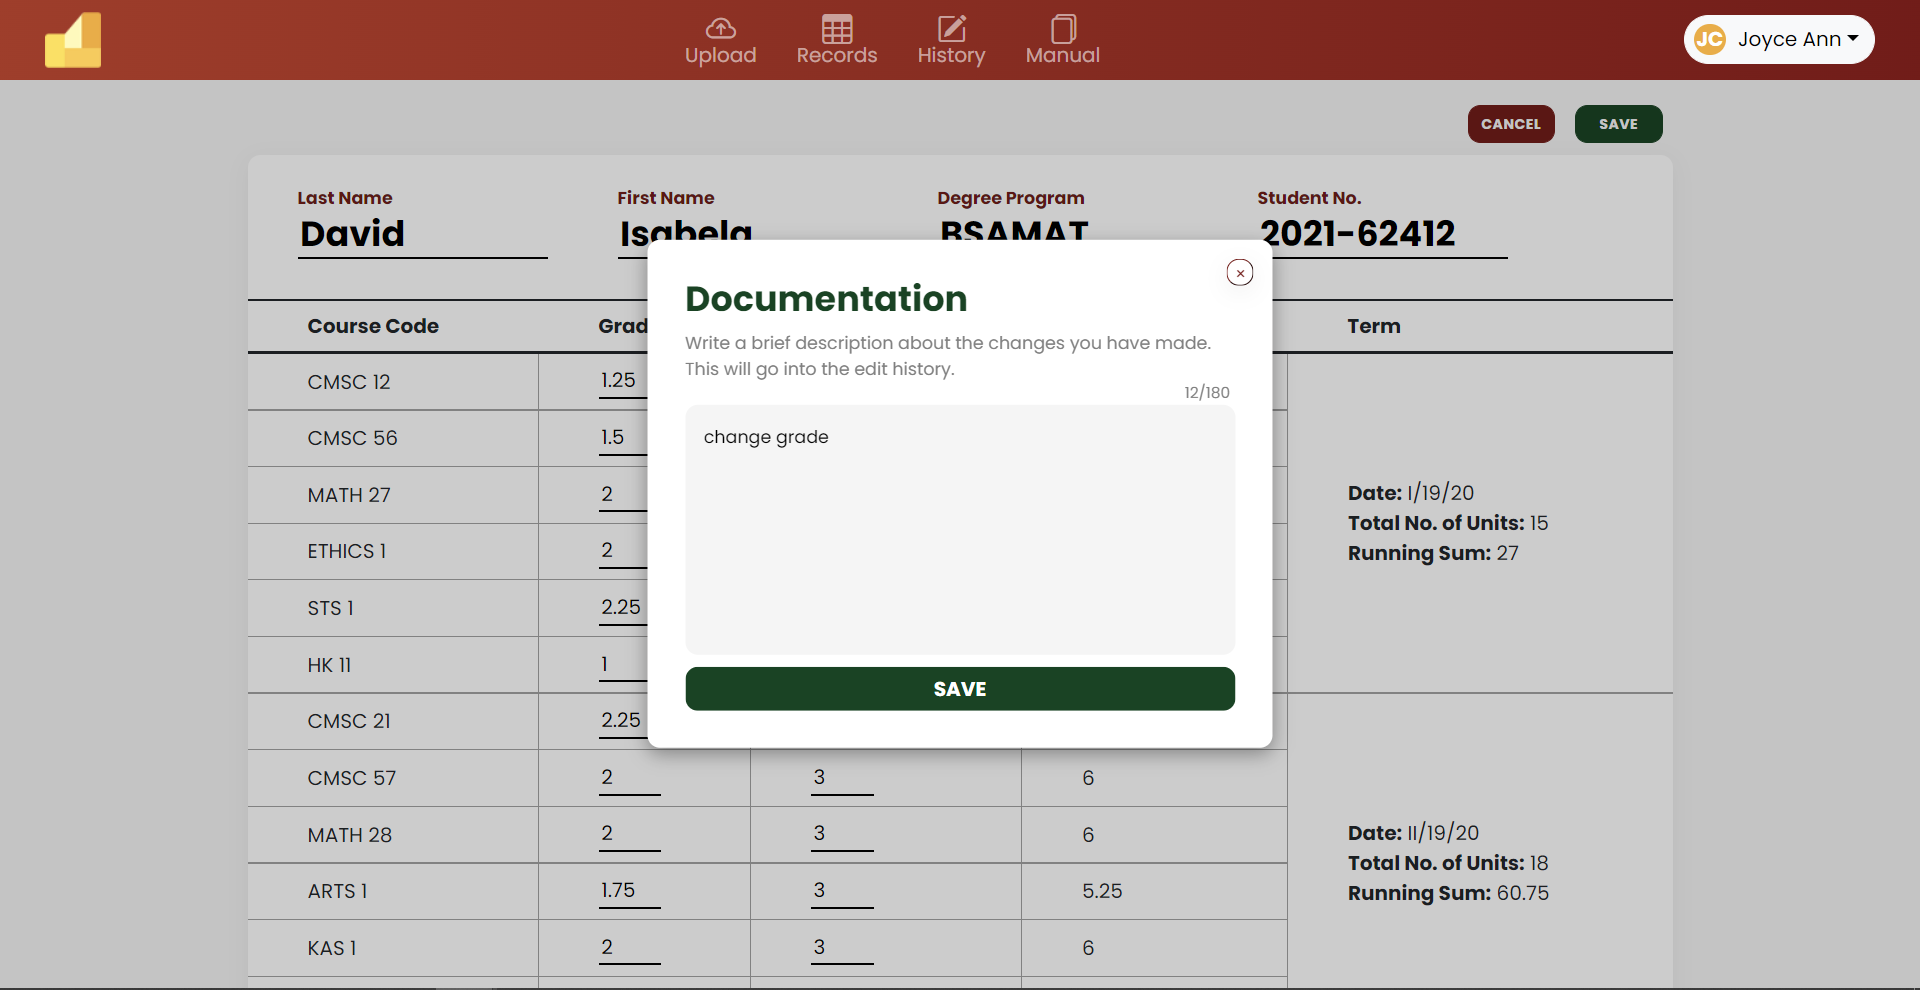 Upload Records History Manual
JC Joyce Ann
CANCEL SAVE
Last Name First Name Degree Program Student No.
David Isabela BSAMAT 2021-62412
Course Code Grad Term
Documentation
Write a brief description about the changes you have made.
This will go into the edit history.
12/180
change grade
SAVE
CMSC 12 1.25
CMSC 56 1.5
MATH 27 2
ETHICS 1 2
STS 1 2.25
HK 11 1
Date: I/19/20
Total No. of Units: 15
Running Sum: 27
CMSC 21 2.25
CMSC 57 2 3 6
MATH 28 2 3 6
ARTS 1 1.75 3 5.25
KAS 1 2 3 6
Date: II/19/20
Total No. of Units: 18
Running Sum: 60.75